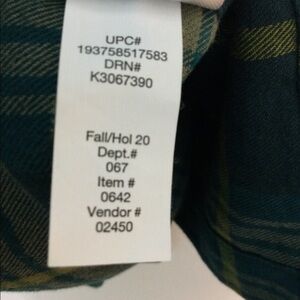 UPC#
193758517583
DRN#
K3067390
Fall/Hol 20
Dept.#
067
Item #
0642
Vendor #
02450